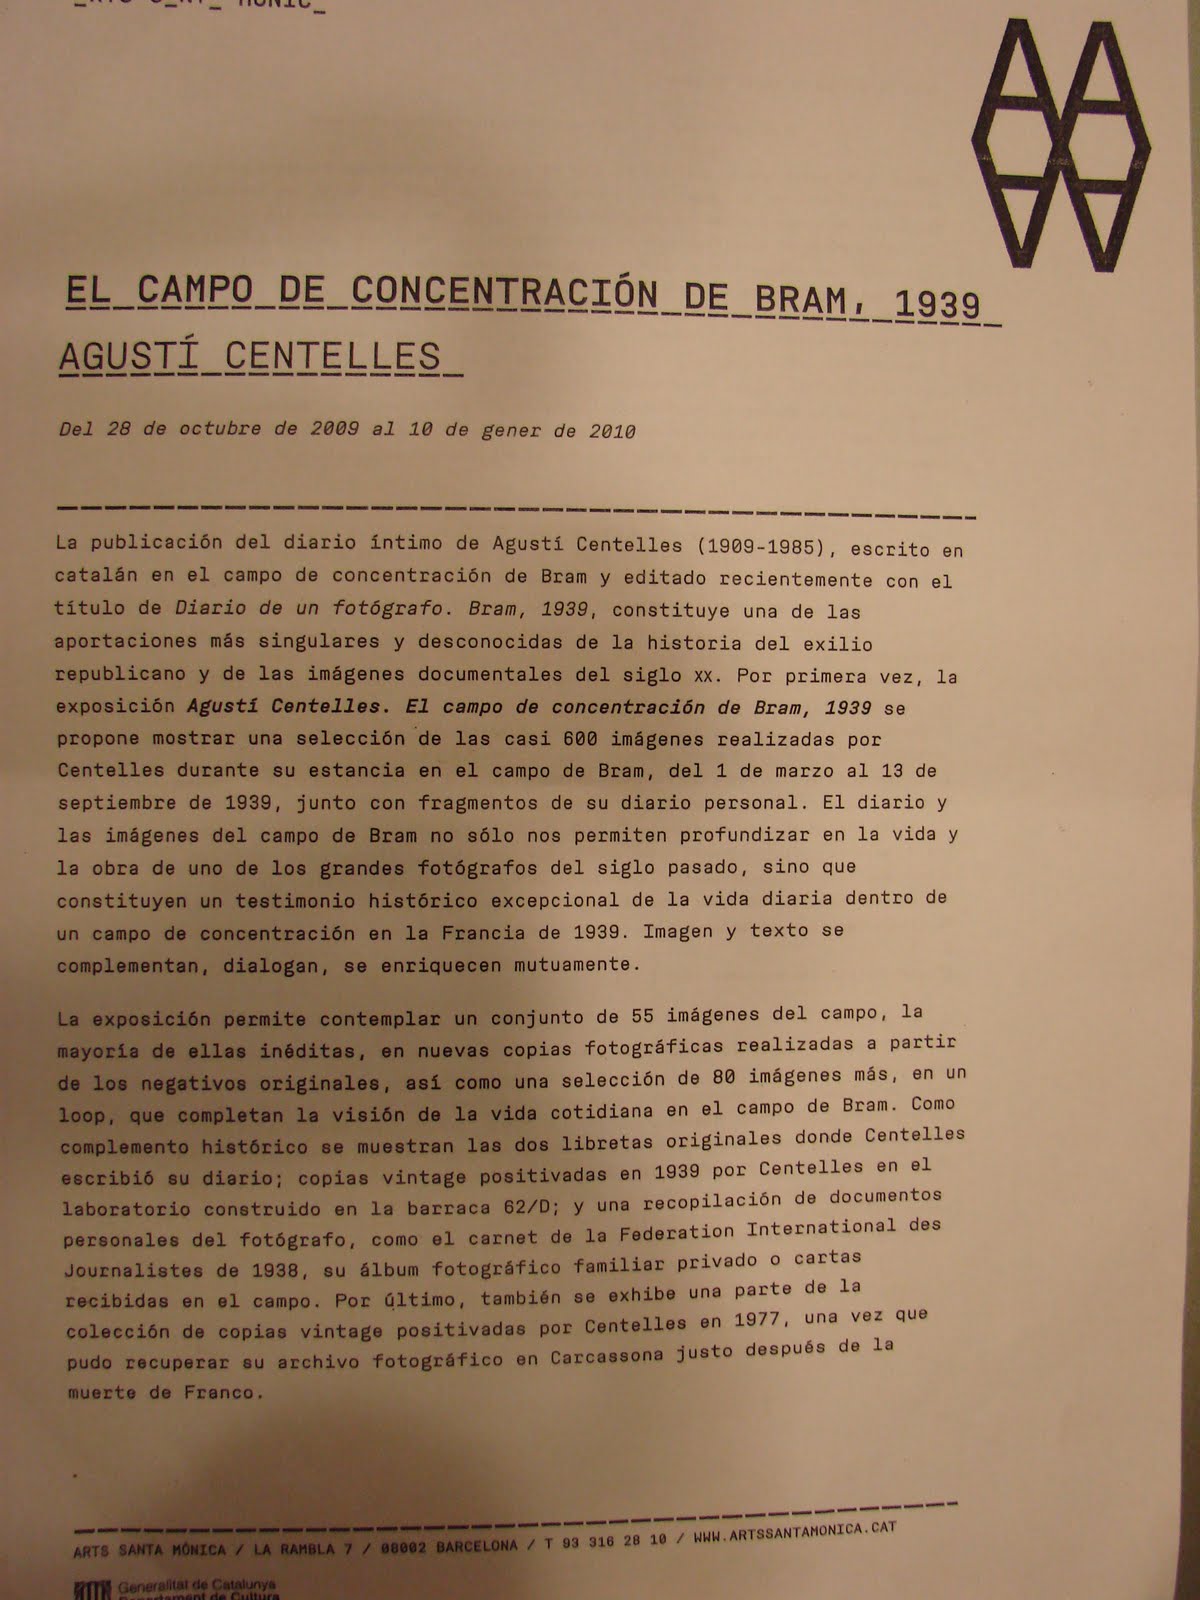 _RTS S_NT_ MÒNIC_
EL_CAMPO_DE_CONCENTRACIÓN_DE_BRAM,_1939_
AGUSTÍ_CENTELLES_
Del 28 de octubre de 2009 al 10 de gener de 2010
La publicación del diario íntimo de Agustí Centelles (1909-1985), escrito en
catalán en el campo de concentración de Bram y editado recientemente con el
título de Diario de un fotógrafo. Bram, 1939, constituye una de las
aportaciones más singulares y desconocidas de la historia del exilio
republicano y de las imágenes documentales del siglo XX. Por primera vez, la
exposición Agustí Centelles. El campo de concentración de Bram, 1939 se
propone mostrar una selección de las casi 600 imágenes realizadas por
Centelles durante su estancia en el campo de Bram, del 1 de marzo al 13 de
septiembre de 1939, junto con fragmentos de su diario personal. El diario y
las imágenes del campo de Bram no sólo nos permiten profundizar en la vida y
la obra de uno de los grandes fotógrafos del siglo pasado, sino que
constituyen un testimonio histórico excepcional de la vida diaria dentro de
un campo de concentración en la Francia de 1939. Imagen y texto se
complementan, dialogan, se enriquecen mutuamente.
La exposición permite contemplar un conjunto de 55 imágenes del campo, la
mayoría de ellas inéditas, en nuevas copias fotográficas realizadas a partir
de los negativos originales, así como una selección de 80 imágenes más, en un
loop, que completan la visión de la vida cotidiana en el campo de Bram. Como
complemento histórico se muestran las dos libretas originales donde Centelles
escribió su diario; copias vintage positivadas en 1939 por Centelles en el
laboratorio construido en la barraca 62/D; y una recopilación de documentos
personales del fotógrafo, como el carnet de la Federation International des
Journalistes de 1938, su álbum fotográfico familiar privado o cartas
recibidas en el campo. Por último, también se exhibe una parte de la
colección de copias vintage positivadas por Centelles en 1977, una vez que
pudo recuperar su archivo fotográfico en Carcassona justo después de la
muerte de Franco.
ARTS SANTA MÒNICA / LA RAMBLA 7 / 08002 BARCELONA / T 93 316 28 10 / WWW.ARTSSANTAMONICA.CAT
Generalitat de Catalunya
Departament de Cultura